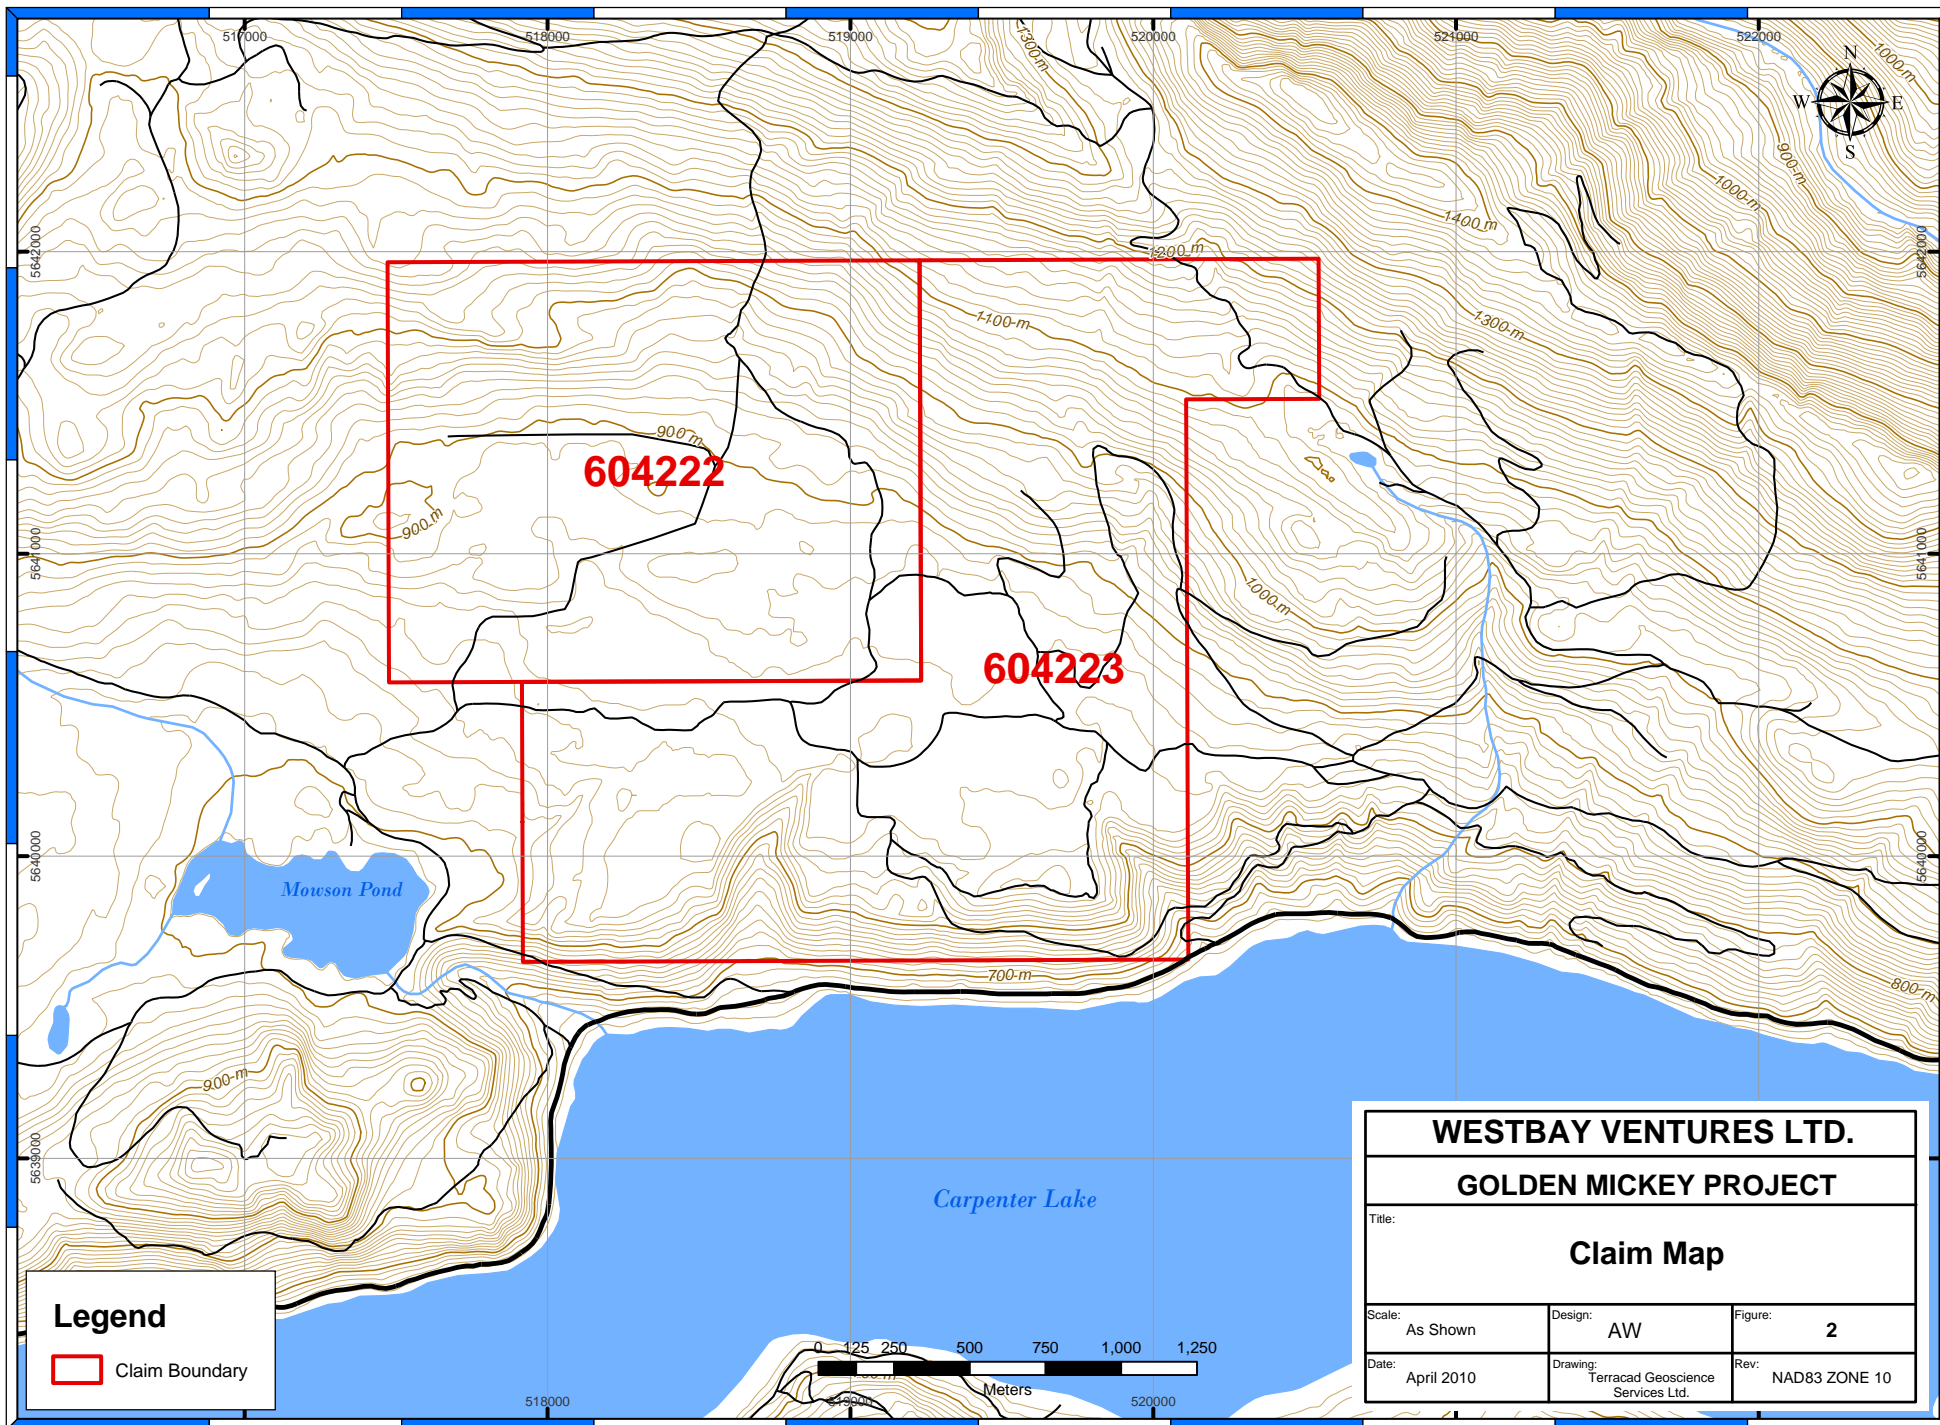 517000
518000
519000
520000
521000
522000
1300-m
1000-m
N
W
E
S
900-m
1000-m
1400 m
1200 m
5642000
5642000
1100-m
1300-m
900 m
604222
900-m
5641000
5641000
1000-m
604223
5640000
5640000
Mowson Pond
700-m
800-m
900-m
5639000
Carpenter Lake
WESTBAY VENTURES LTD.
GOLDEN MICKEY PROJECT
Title:
Claim Map
Scale:
As Shown
Design:
AW
Figure:
2
Date:
April 2010
Drawing:
Terracad Geoscience
Services Ltd.
Rev:
NAD83 ZONE 10
Legend
Claim Boundary
0 125 250 500 750 1,000 1,250
Meters
518000
519000
520000